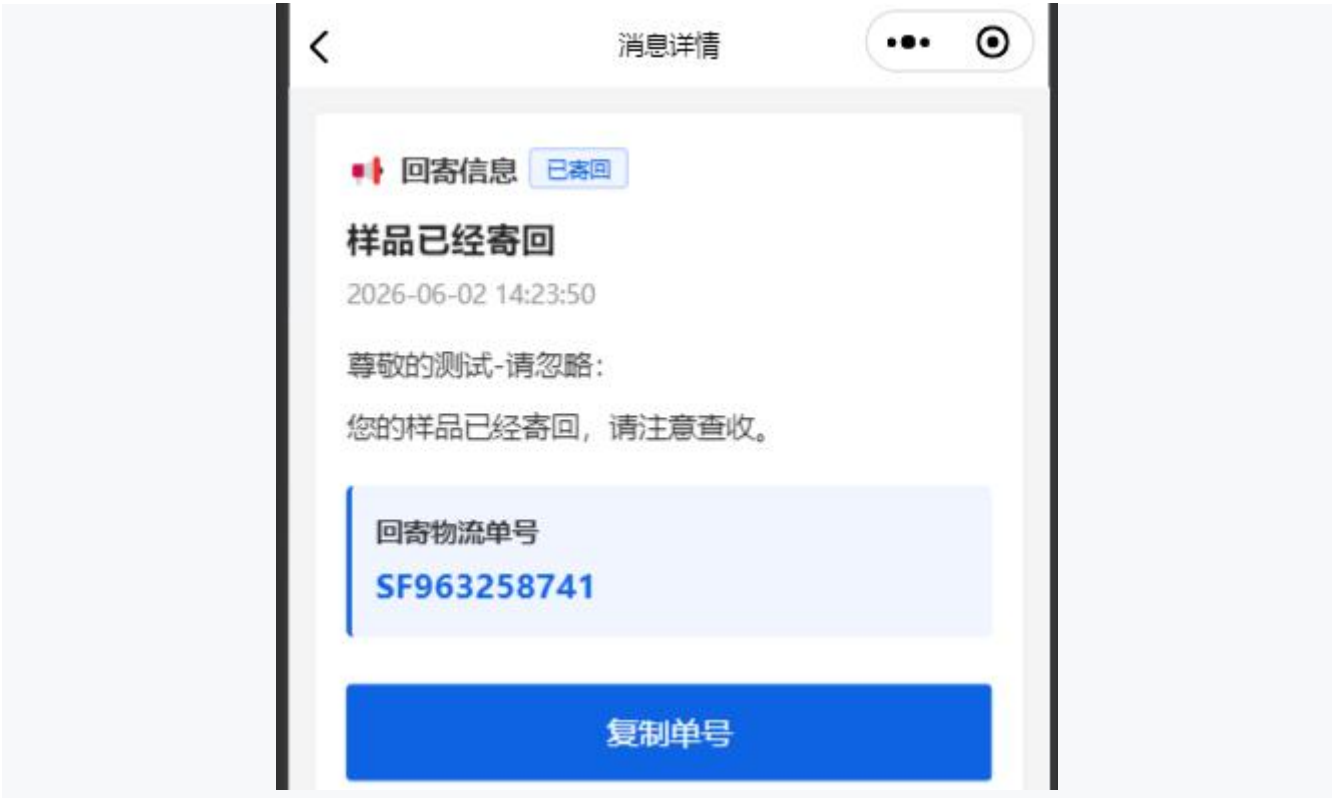 消息详情
回寄信息 已寄回
样品已经寄回
2026-06-02 14:23:50
尊敬的测试-请忽略：
您的样品已经寄回，请注意查收。
回寄物流单号
SF963258741
复制单号